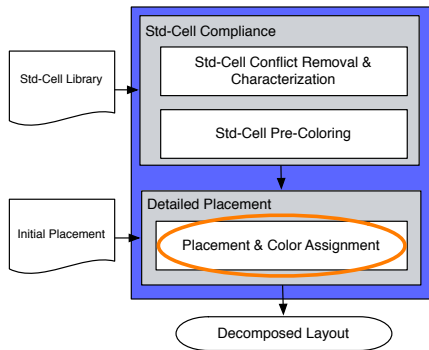 Std-Cell Compliance
Std-Cell Conflict Removal &
Characterization
Std-Cell Library
Std-Cell Pre-Coloring
Detailed Placement
Initial Placement
Placement & Color Assignment
Decomposed Layout